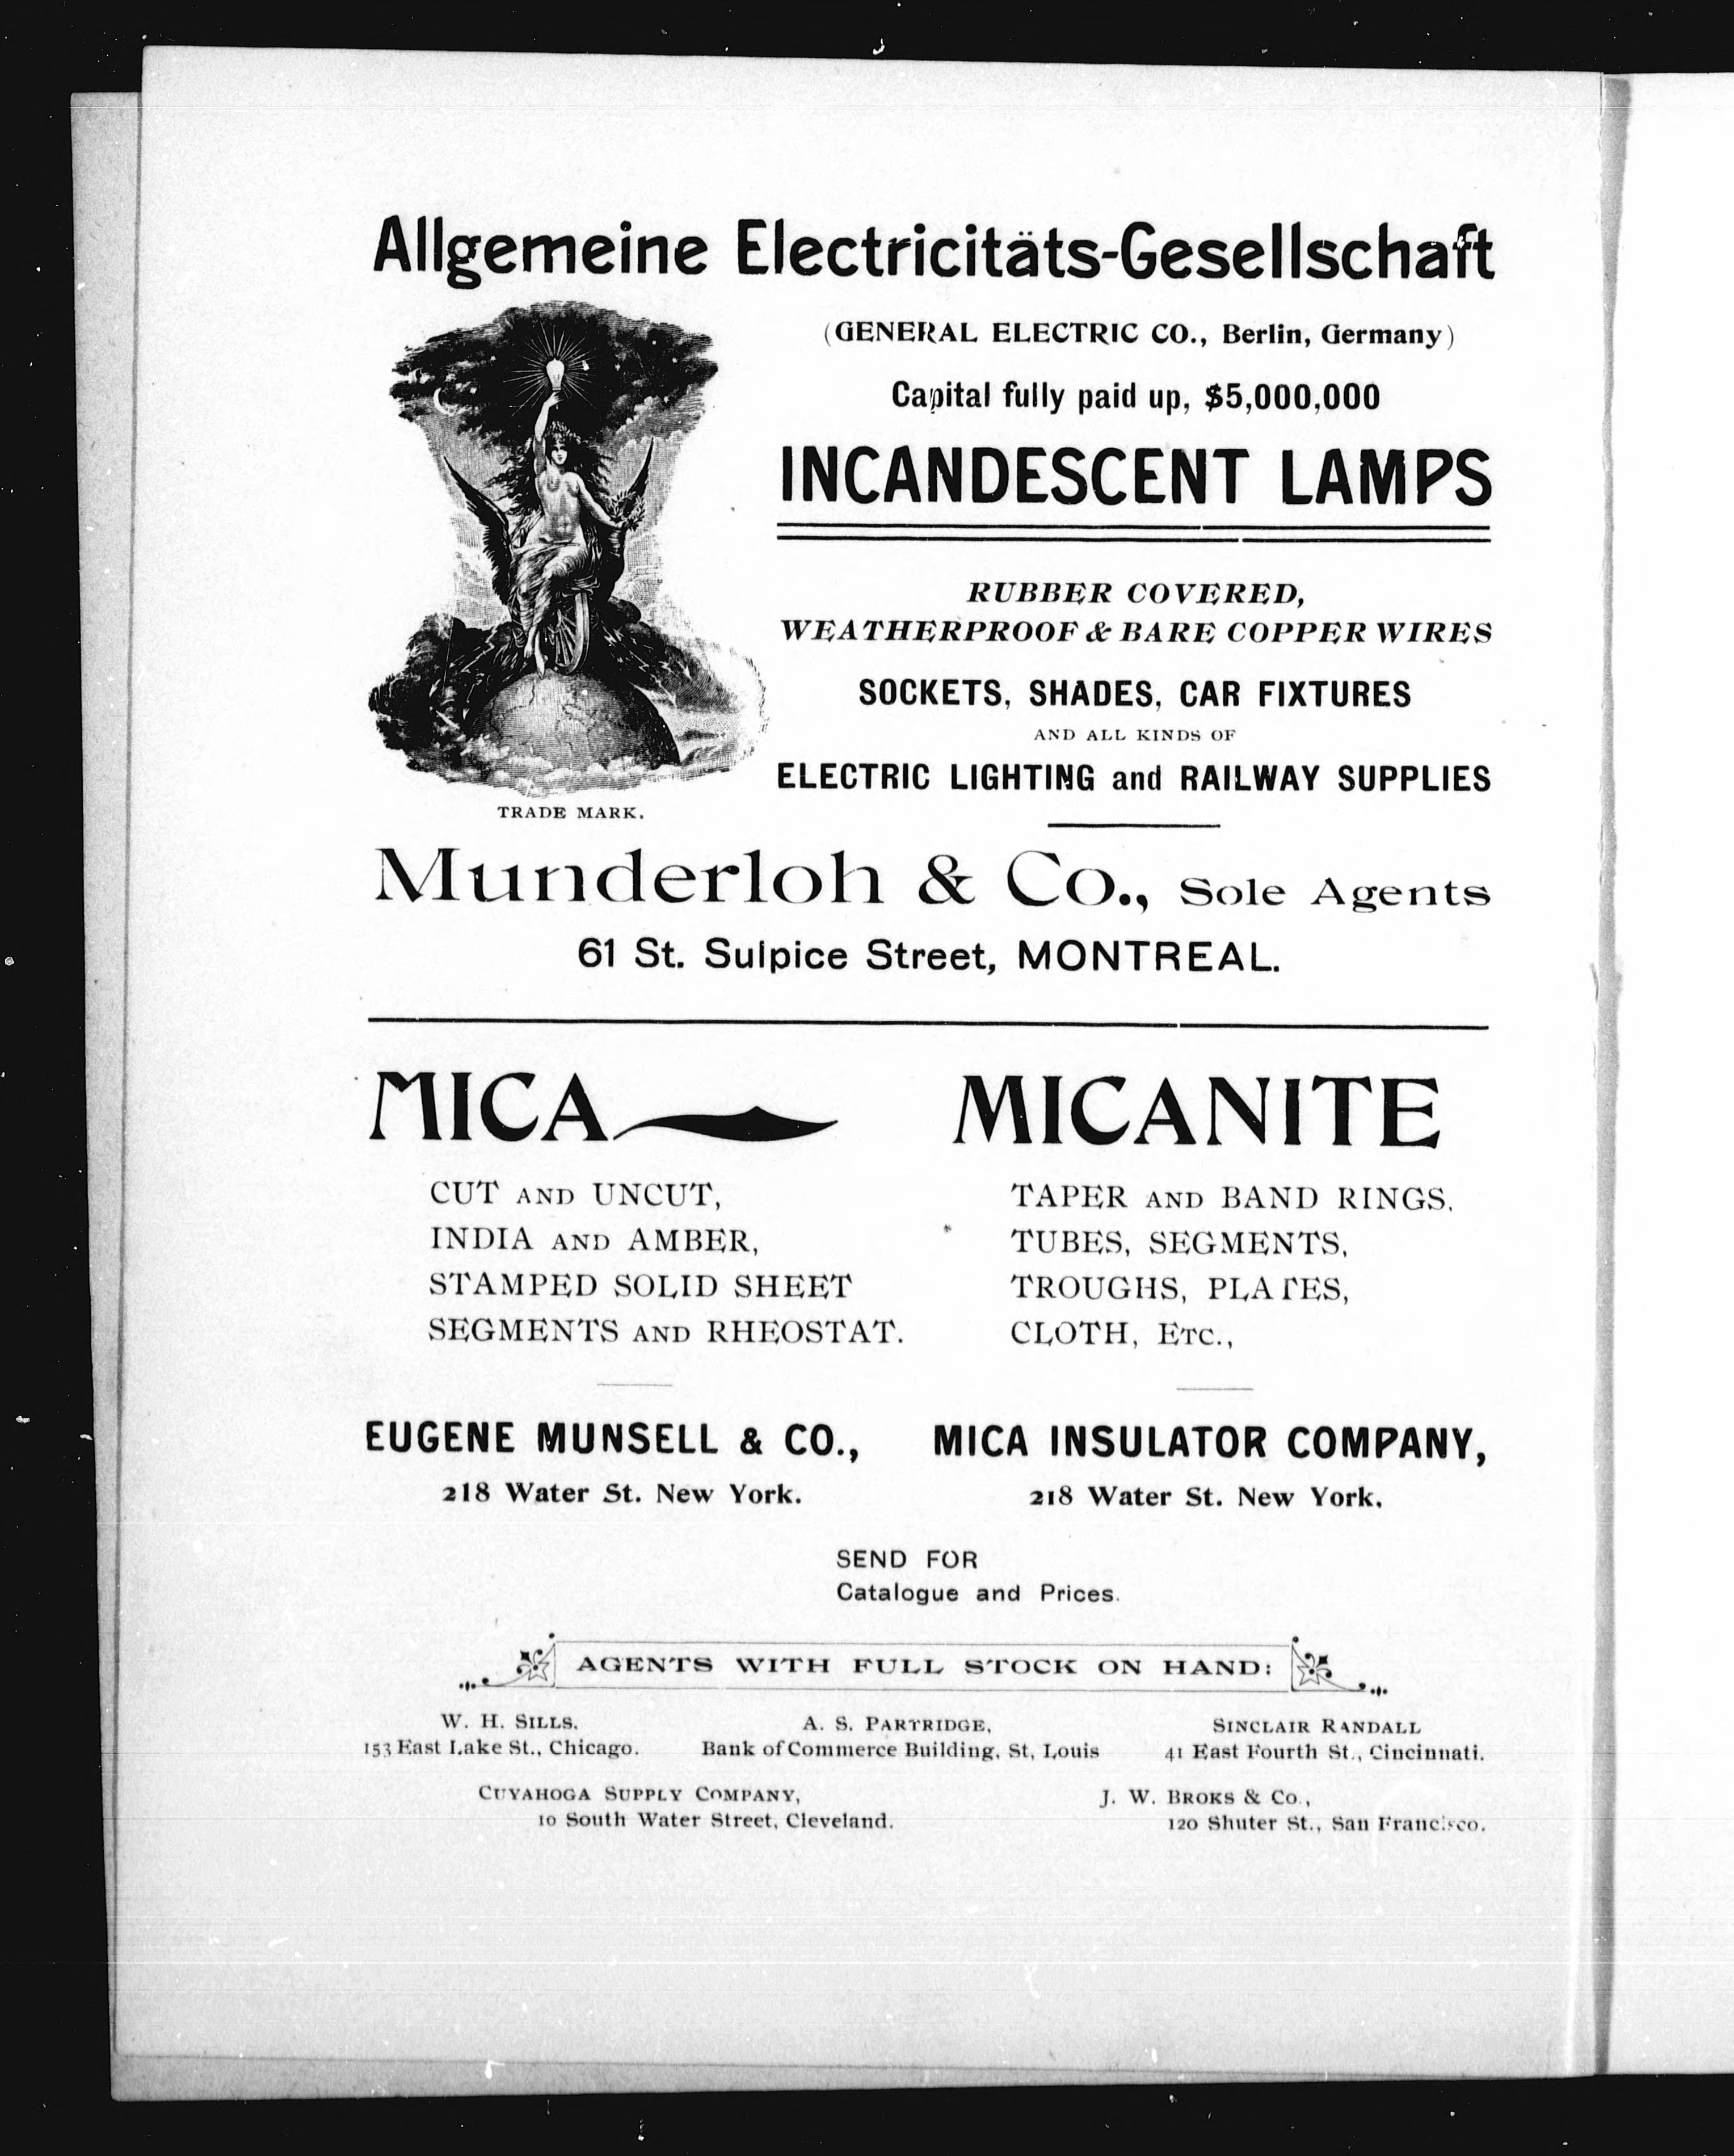 Allgemeine Electricitäts-Gesellschaft
(GENERAL ELECTRIC CO., Berlin, Germany)
Capital fully paid up, $5,000,000
INCANDESCENT LAMPS
RUBBER COVERED,
WEATHERPROOF & BARE COPPER WIRES
SOCKETS, SHADES, CAR FIXTURES
AND ALL KINDS OF
ELECTRIC LIGHTING and RAILWAY SUPPLIES
TRADE MARK.
Munderloh & Co., Sole Agents
61 St. Sulpice Street, MONTREAL.
MICA
CUT AND UNCUT,
INDIA AND AMBER,
STAMPED SOLID SHEET
SEGMENTS AND RHEOSTAT.
EUGENE MUNSELL & CO.,
218 Water St. New York.
MICANITE
TAPER AND BAND RINGS,
TUBES, SEGMENTS,
TROUGHS, PLATES,
CLOTH, ETC.,
MICA INSULATOR COMPANY,
218 Water St. New York.
SEND FOR
Catalogue and Prices.
AGENTS WITH FULL STOCK ON HAND:
W. H. SILLS,
153 East Lake St., Chicago.
A. S. PARTRIDGE,
Bank of Commerce Building, St, Louis
SINCLAIR RANDALL
41 East Fourth St., Cincinnati.
CUYAHOGA SUPPLY COMPANY,
10 South Water Street, Cleveland.
J. W. BROKS & Co.,
120 Shuter St., San Francisco.